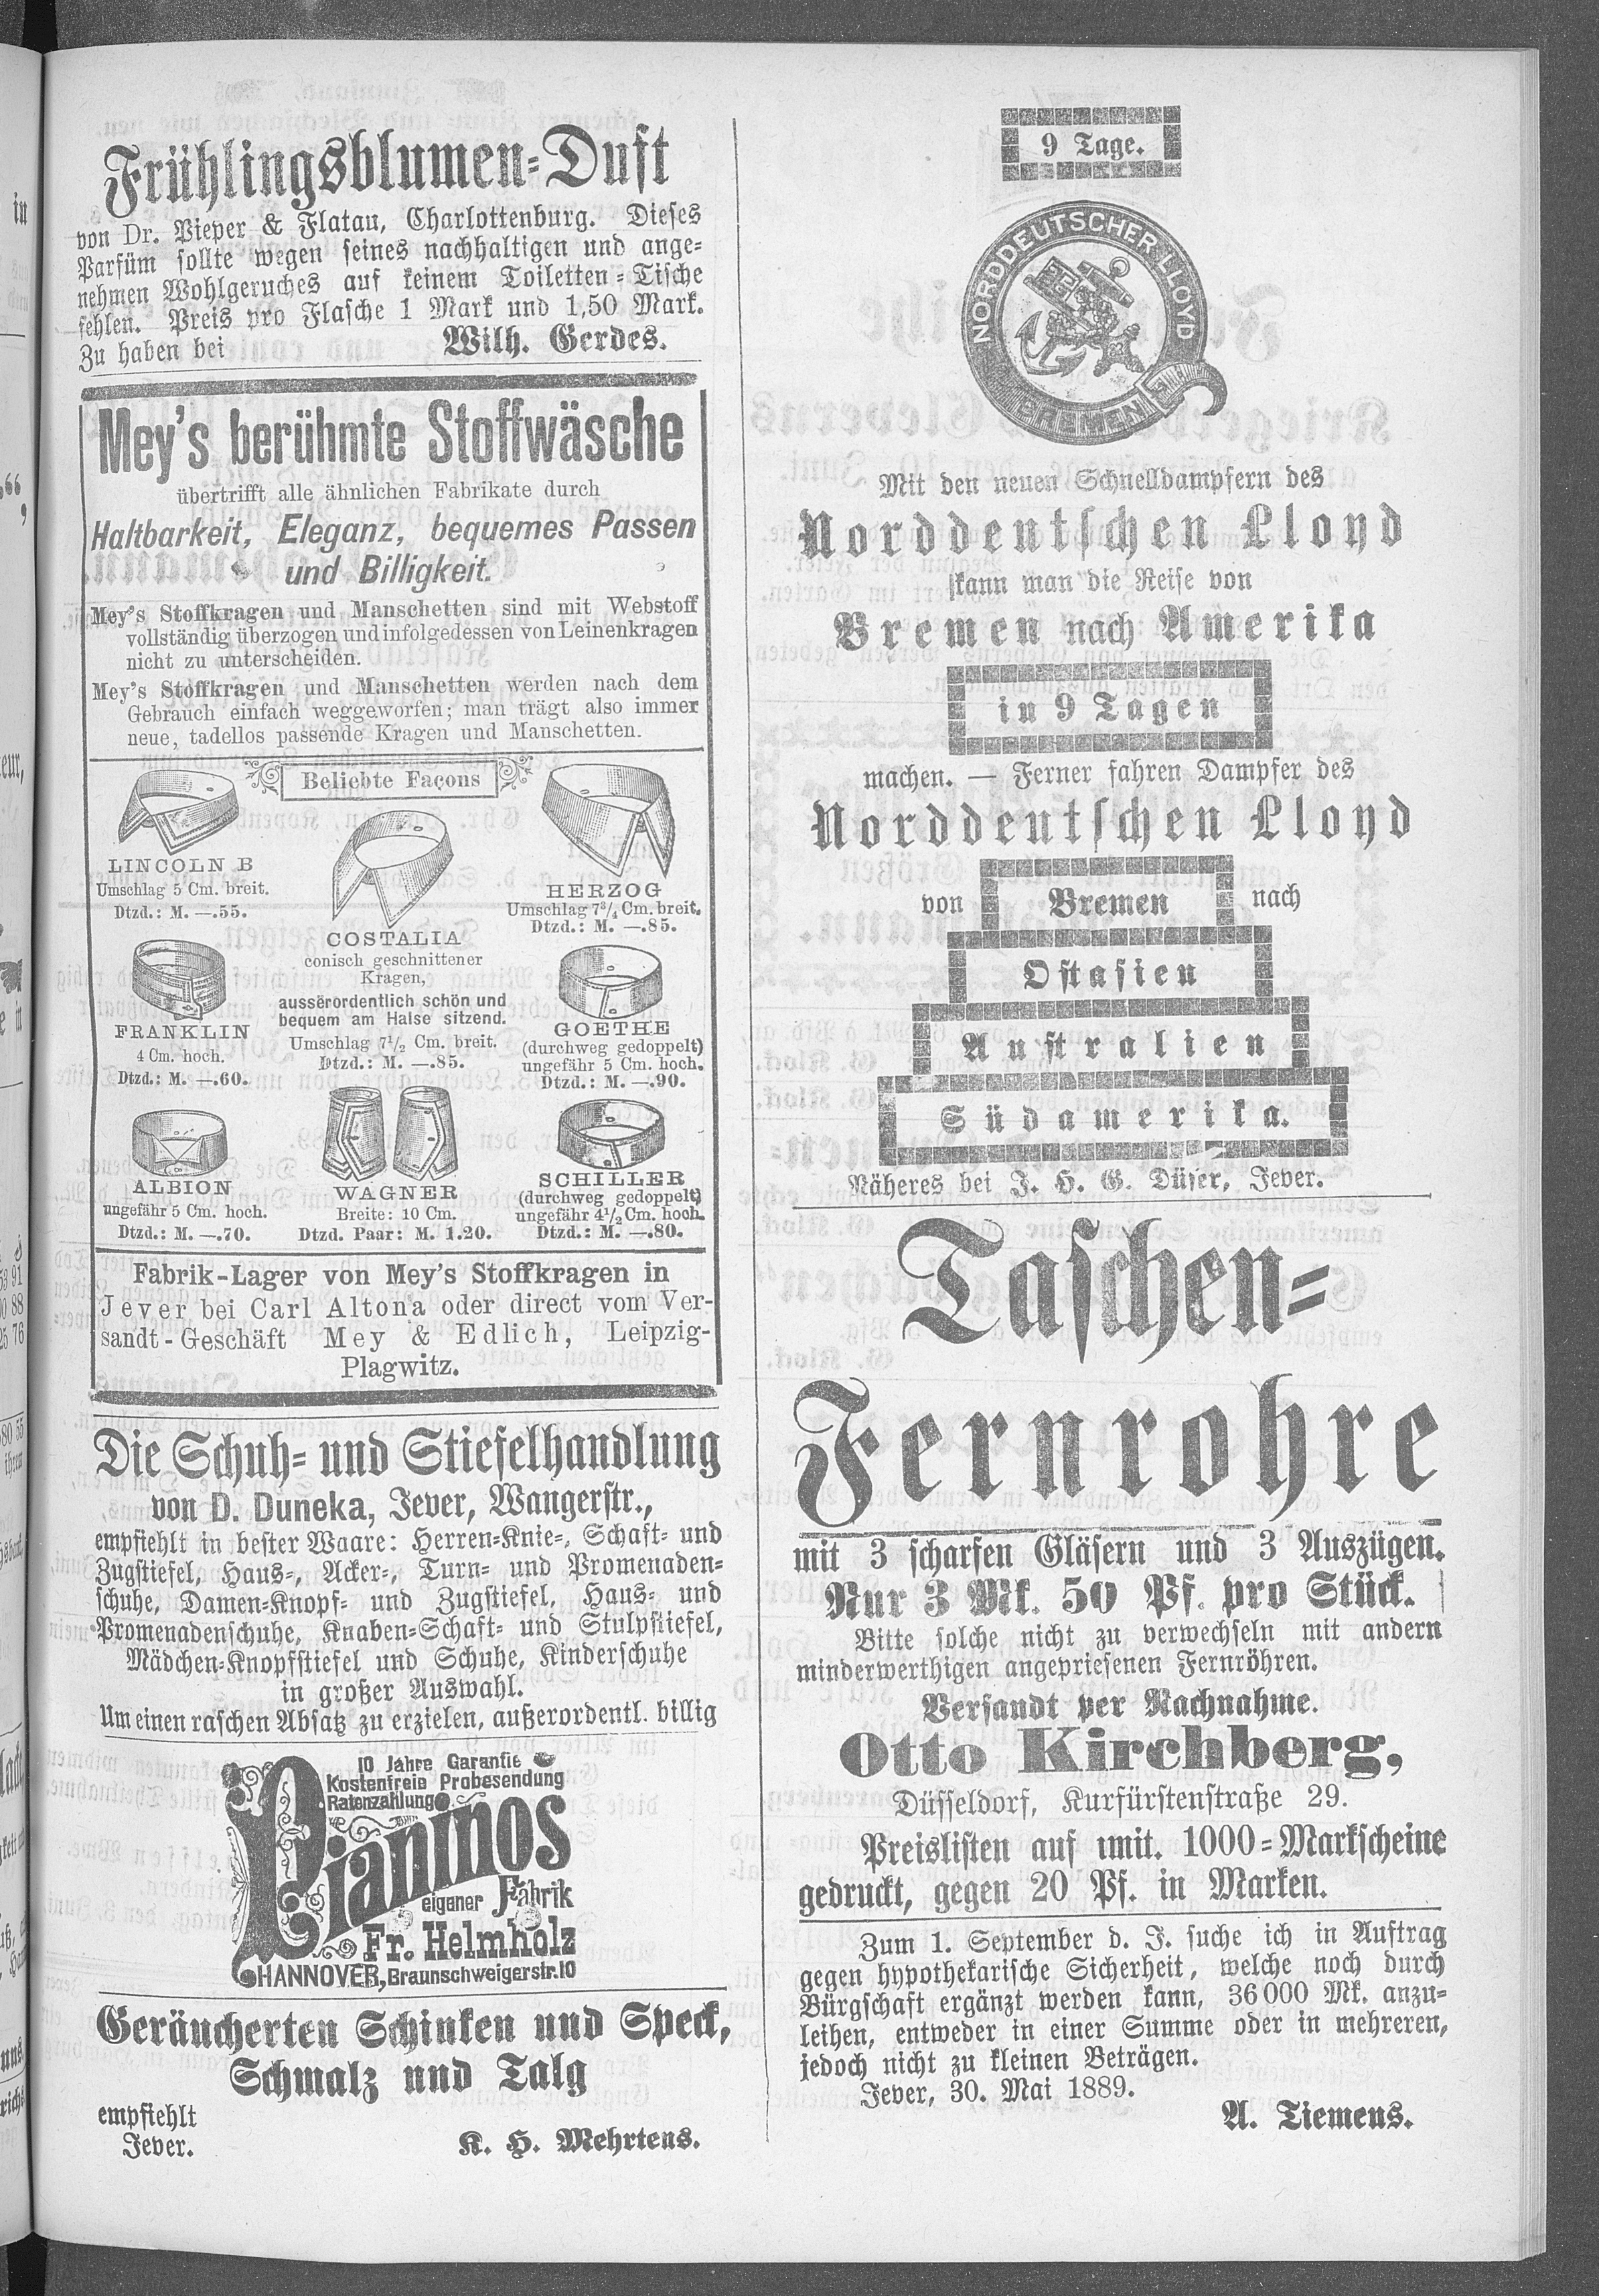 Frühlingsblumen-Duft
von Dr. Pieper & Flatau, Charlottenburg. Dieses
Parfüm sollte wegen seines nachhaltigen und ange-
nehmen Wohlgeruches auf keinem Toiletten-Tische
fehlen. Preis pro Flasche 1 Mark und 1,50 Mark.
Zu haben bei Wilh. Gerdes.
Mey's berühmte Stoffwäsche
übertrifft alle ähnlichen Fabrikate durch
Haltbarkeit, Eleganz, bequemes Passen
und Billigkeit.
Mey's Stoffkragen und Manschetten sind mit Webstoff
vollständig überzogen und infolgedessen von Leinenkragen
nicht zu unterscheiden.
Mey's Stoffkragen und Manschetten werden nach dem
Gebrauch einfach weggeworfen; man trägt also immer
neue, tadellos passende Kragen und Manschetten.
Beliebte Façons
LINCOLN B
Umschlag 5 Cm. breit.
Dtzd.: M. —.55.
COSTALIA
conisch geschnittener
Kragen,
ausserordentlich schön und
bequem am Halse sitzend.
Umschlag 7½ Cm. breit.
Dtzd.: M. —.85.
HERZOG
Umschlag 7¾ Cm. breit.
Dtzd.: M. —.85.
FRANKLIN
4 Cm. hoch.
Dtzd.: M. —.60.
GOETHE
(durchweg gedoppelt)
ungefähr 5 Cm. hoch.
Dtzd.: M. —.90.
ALBION
ungefähr 5 Cm. hoch.
Dtzd.: M. —.70.
WAGNER
Breite: 10 Cm.
Dtzd. Paar: M. 1.20.
SCHILLER
(durchweg gedoppelt)
ungefähr 4½ Cm. hoch.
Dtzd.: M. —.80.
Fabrik-Lager von Mey's Stoffkragen in
Jever bei Carl Altona oder direct vom Ver-
sandt-Geschäft Mey & Edlich, Leipzig-
Plagwitz.
Die Schuh- und Stiefelhandlung
von D. Duneka, Jever, Wangerstr.,
empfiehlt in bester Waare: Herren-Knie-, Schaft- und
Zugstiefel, Haus-, Acker-, Turn- und Promenaden-
schuhe, Damen-Knopf- und Zugstiefel, Haus- und
Promenadenschuhe, Knaben-Schaft- und Stulpstiefel,
Mädchen-Knopfstiefel und Schuhe, Kinderschuhe
in großer Auswahl.
Um einen raschen Absatz zu erzielen, außerordentl. billig
10 Jahre Garantie
Kostenfreie Probesendung
Ratenzahlung
Pianinos
eigener Fabrik
Fr. Helmholz
HANNOVER, Braunschweigerstr. 10
Geräucherten Schinken und Speck,
Schmalz und Talg
empfiehlt
Jever. K. H. Mehrtens.
9 Tage.
NORDDEUTSCHER LLOYD
BREMEN
Mit den neuen Schnelldampfern des
Norddeutschen Lloyd
kann man die Reise von
Bremen nach Amerika
in 9 Tagen
machen. — Ferner fahren Dampfer des
Norddeutschen Lloyd
von Bremen nach
Ostasien
Australien
Südamerika.
Näheres bei J. H. G. Düser, Jever.
Taschen-
Fernrohre
mit 3 scharfen Gläsern und 3 Auszügen.
Nur 3 Mk. 50 Pf. pro Stück.
Bitte solche nicht zu verwechseln mit andern
minderwerthigen angepriesenen Fernröhren.
Versandt per Nachnahme.
Otto Kirchberg,
Düsseldorf, Kurfürstenstraße 29.
Preislisten auf imit. 1000-Markscheine
gedruckt, gegen 20 Pf. in Marken.
Zum 1. September d. J. suche ich in Auftrag
gegen hypothekarische Sicherheit, welche noch durch
Bürgschaft ergänzt werden kann, 36 000 Mk. anzu-
leihen, entweder in einer Summe oder in mehreren,
jedoch nicht zu kleinen Beträgen.
Jever, 30. Mai 1889.
A. Tiemens.